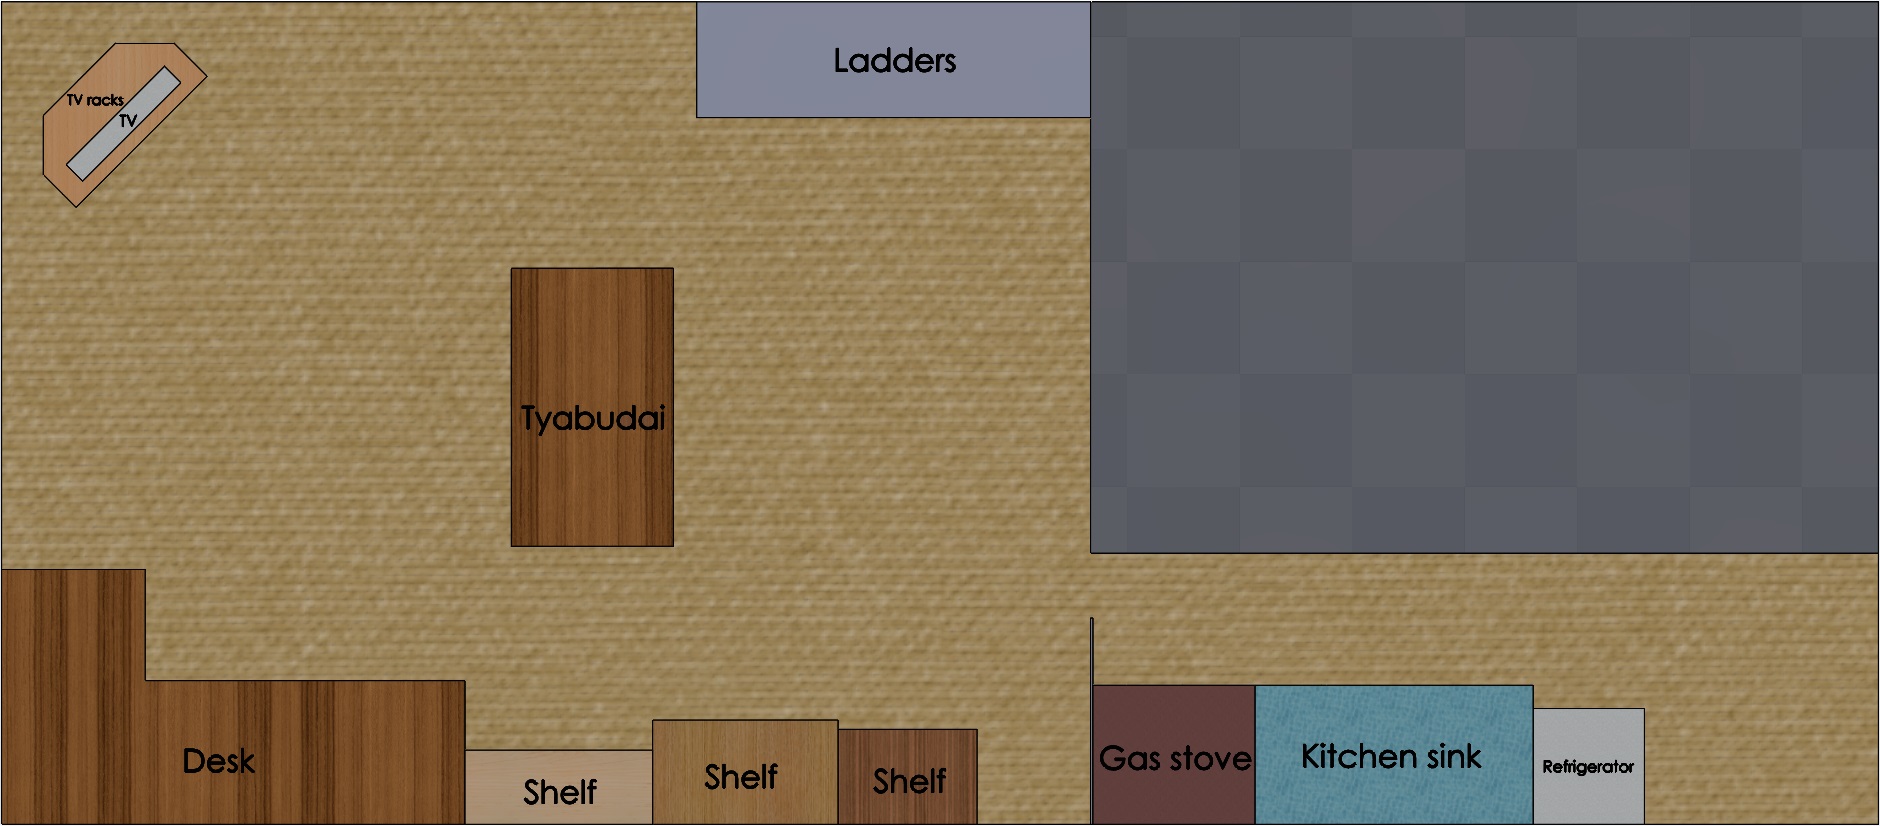 Ladders
TV racks
TV
Tyabudai
Desk
Shelf
Shelf
Shelf
Gas stove
Kitchen sink
Refrigerator